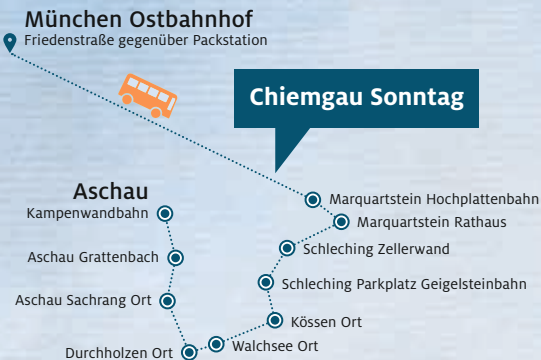 München Ostbahnhof
Friedenstraße gegenüber Packstation
Chiemgau Sonntag
Marquartstein Hochplattenbahn
Marquartstein Rathaus
Schleching Zellerwand
Schleching Parkplatz Geigelsteinbahn
Kössen Ort
Walchsee Ort
Durchholzen Ort
Aschau Sachrang Ort
Aschau Grattenbach
Aschau
Kampenwandbahn